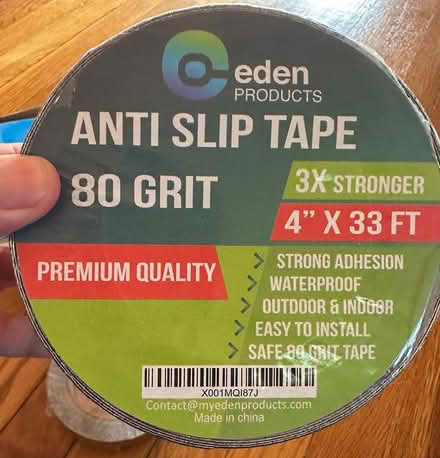 eden
PRODUCTS
ANTI SLIP TAPE
80 GRIT
3X STRONGER
4” X 33 FT
PREMIUM QUALITY
STRONG ADHESION
WATERPROOF
OUTDOOR & INDOOR
EASY TO INSTALL
SAFE 80 GRIT TAPE
X001MQI87J
Contact@myedenproducts.com
Made in china